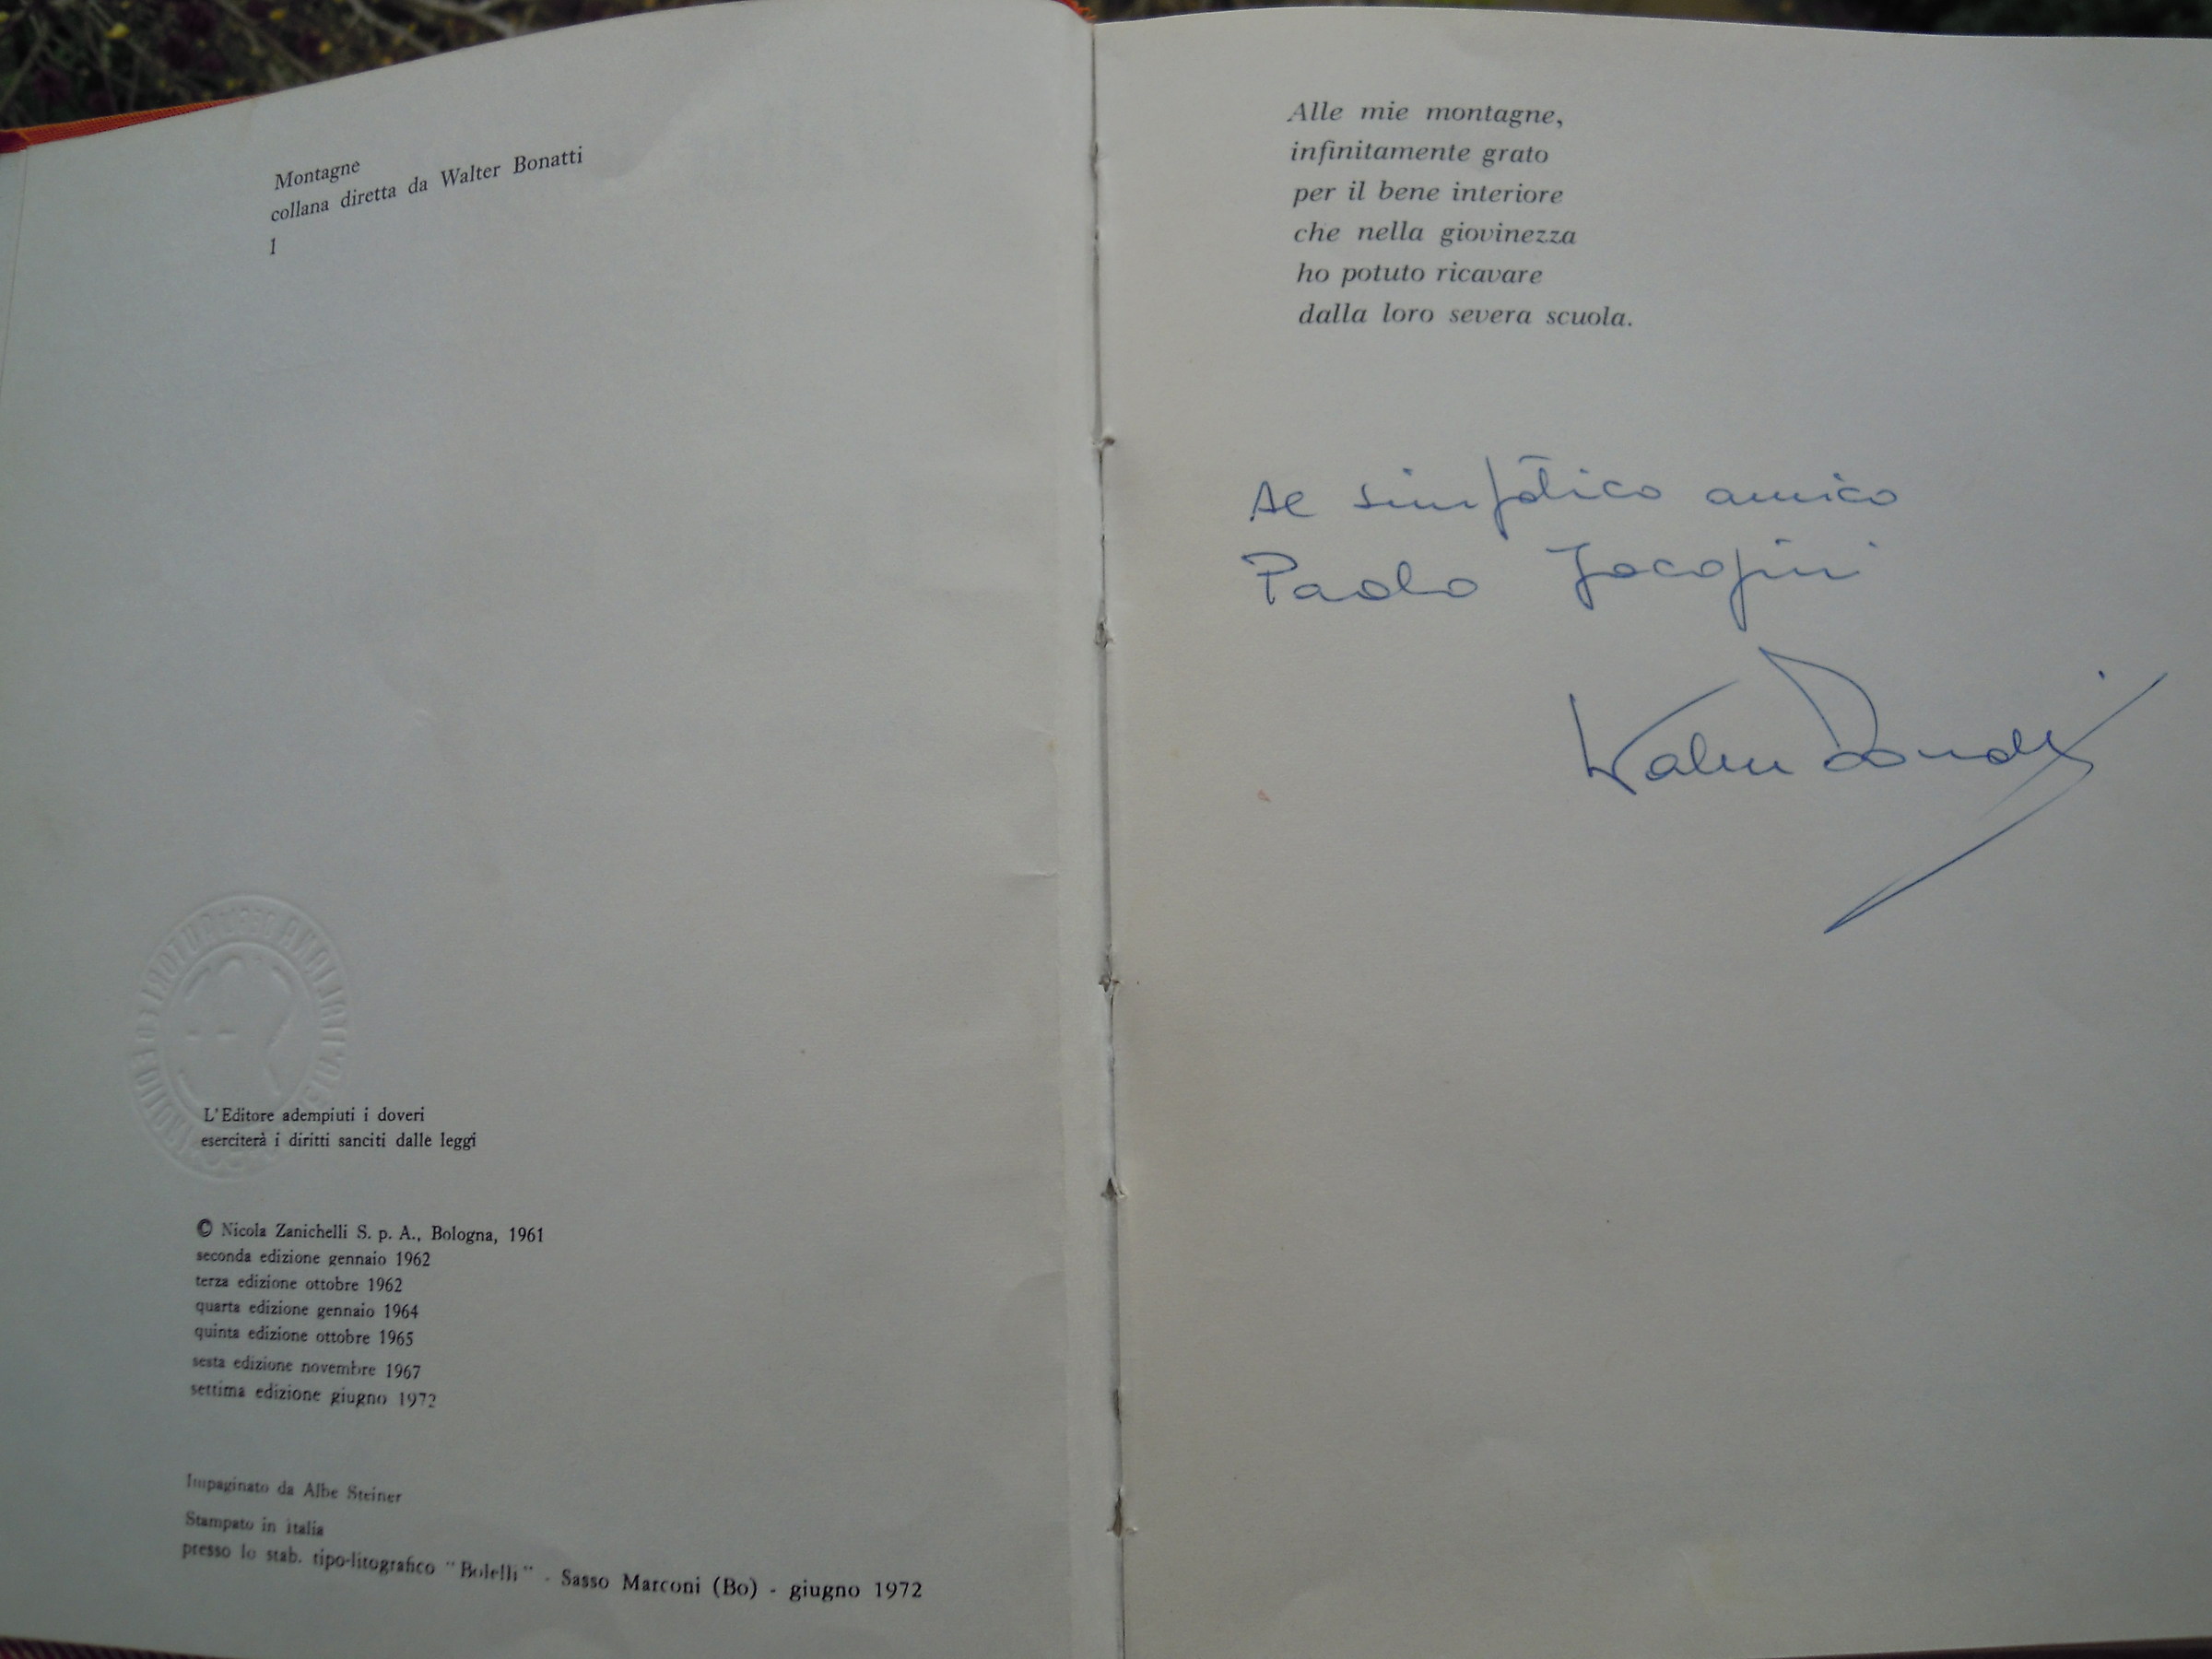 Montagne
collana diretta da Walter Bonatti
1
L'Editore adempiuti i doveri
eserciterà i diritti sanciti dalle leggi
© Nicola Zanichelli S. p. A., Bologna, 1961
seconda edizione gennaio 1962
terza edizione ottobre 1962
quarta edizione gennaio 1964
quinta edizione ottobre 1965
sesta edizione novembre 1967
settima edizione giugno 1972
Impaginato da Albe Steiner
Stampato in italia
presso lo stab. tipo-litografico "Bolelli" - Sasso Marconi (Bo) - giugno 1972
Alle mie montagne,
infinitamente grato
per il bene interiore
che nella giovinezza
ho potuto ricavare
dalla loro severa scuola.
Al simpatico amico
Paolo Jacopini
Walter Bonatti